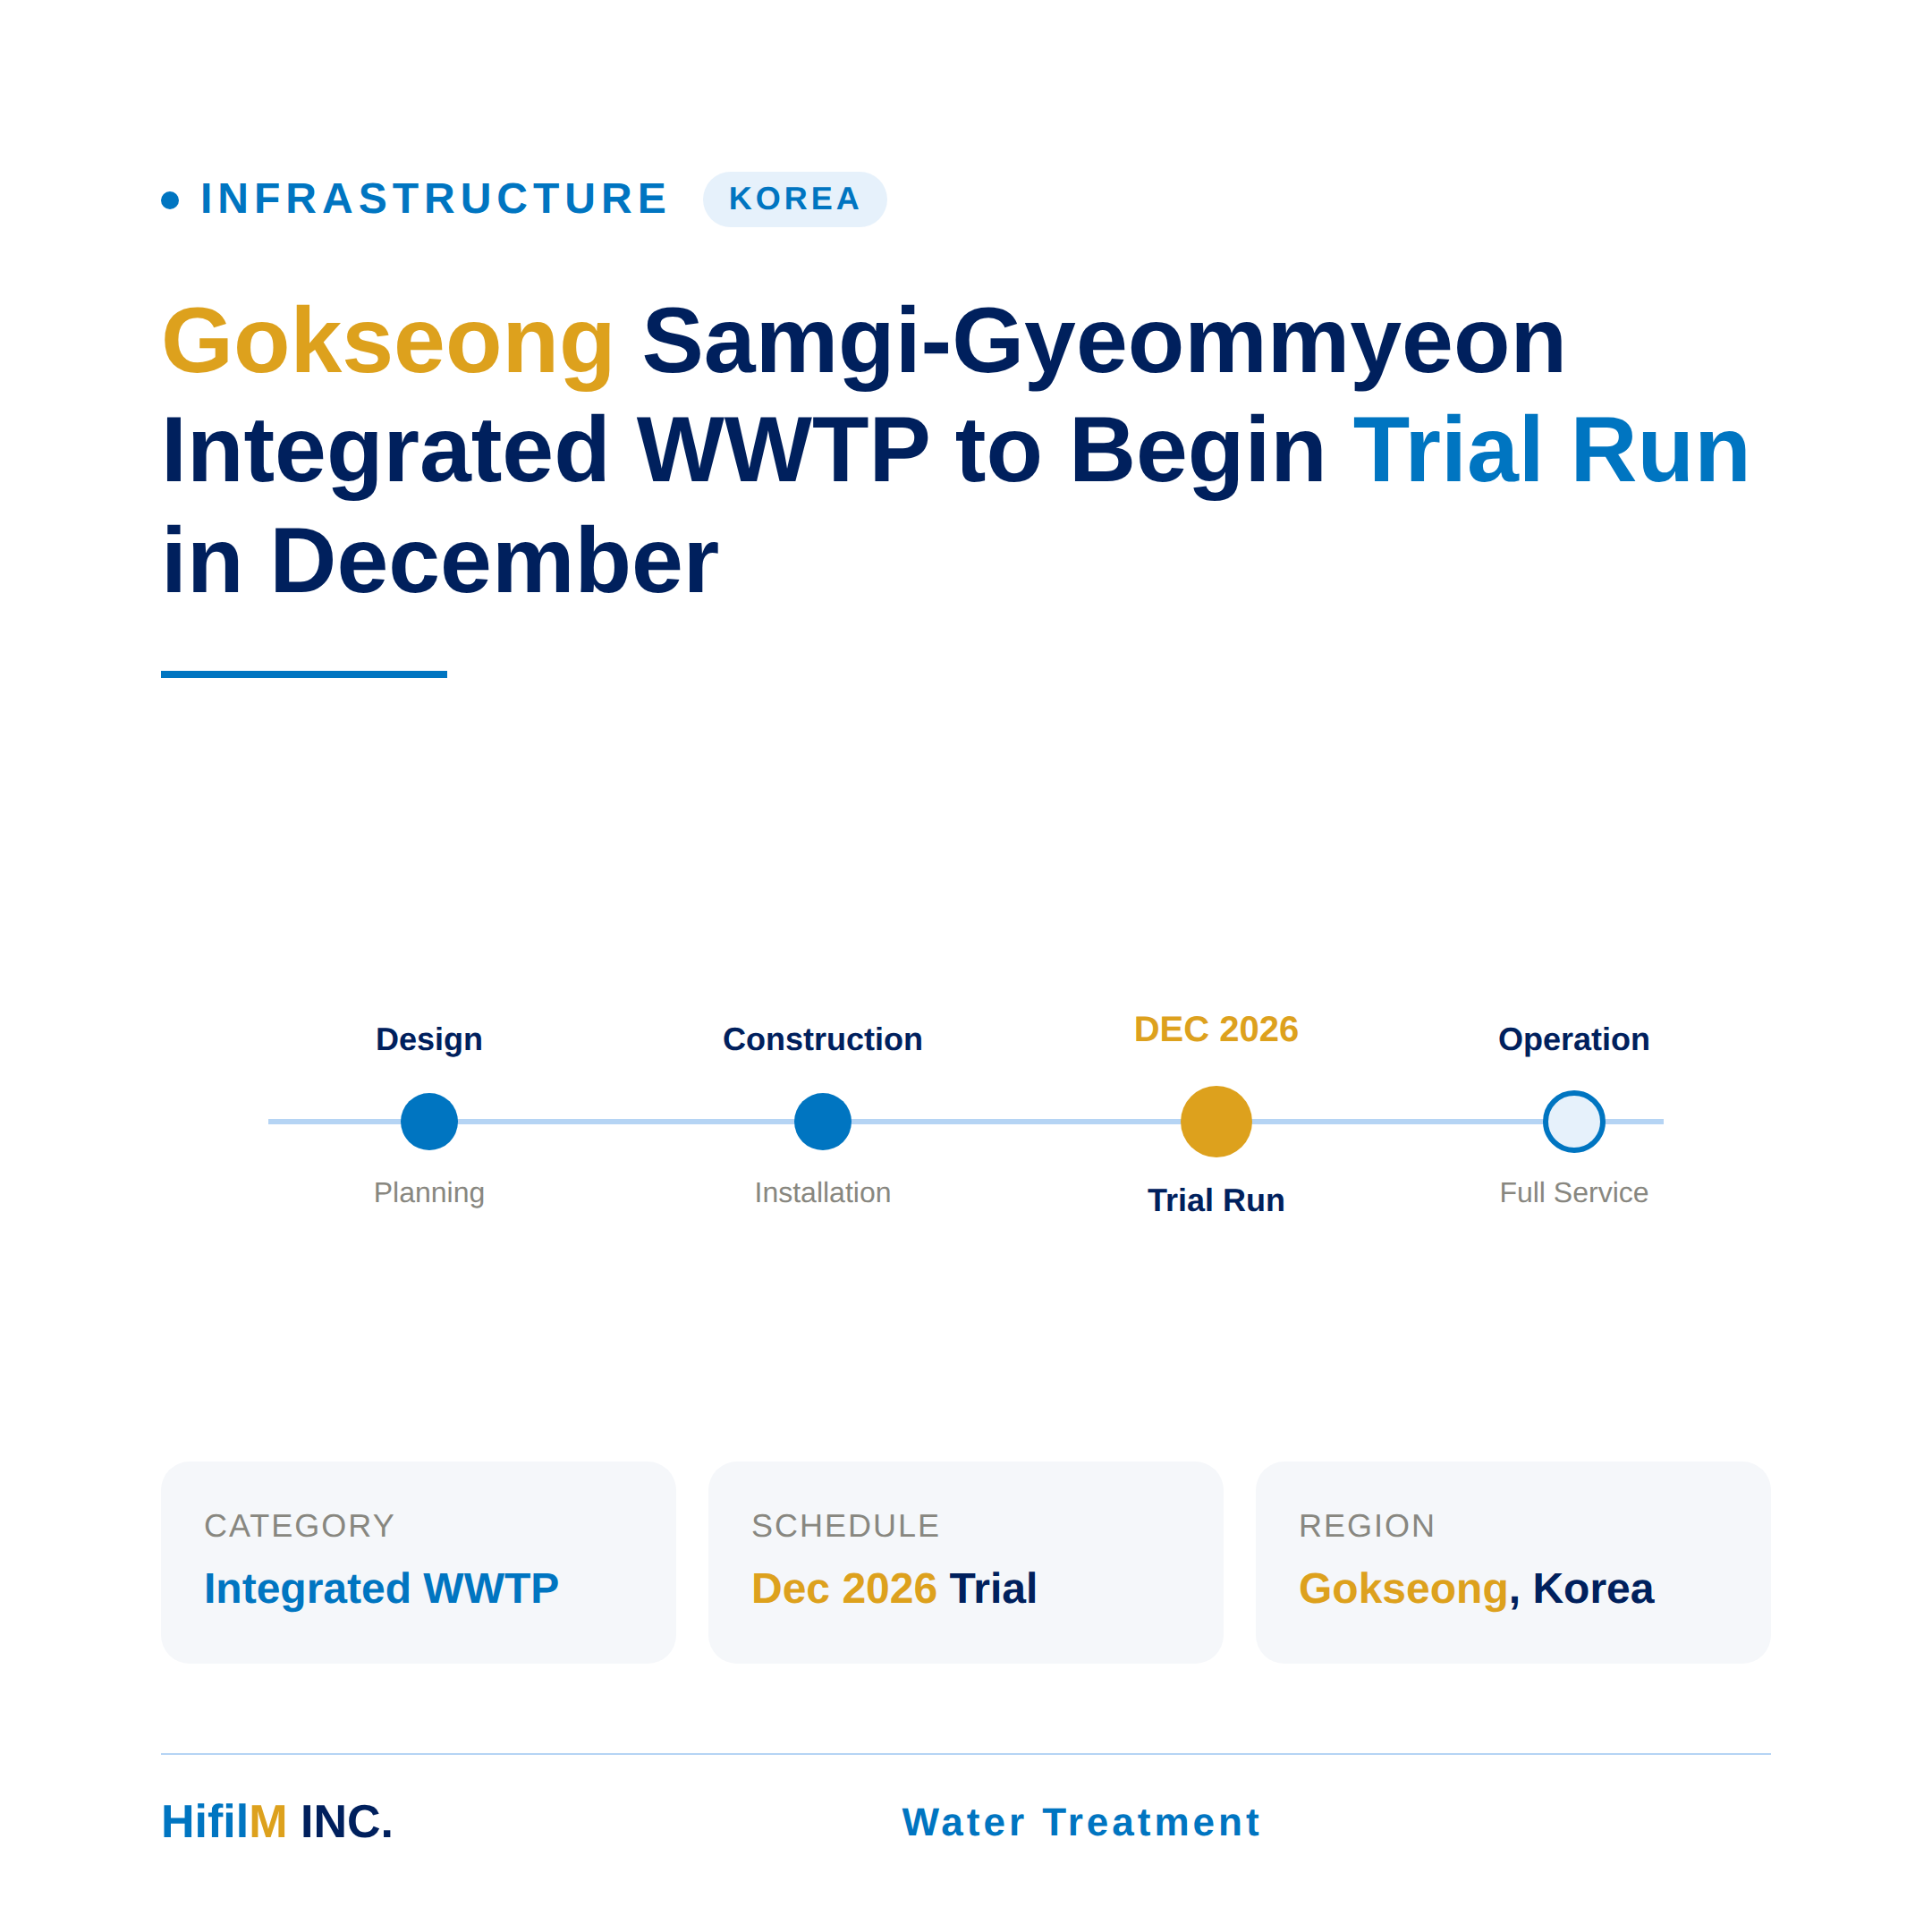 INFRASTRUCTURE KOREA
Gokseong Samgi-Gyeommyeon
Integrated WWTP to Begin Trial Run
in December
Design Construction DEC 2026 Operation
Planning Installation Trial Run Full Service
CATEGORY SCHEDULE REGION
Integrated WWTP Dec 2026 Trial Gokseong, Korea
HifilM INC. Water Treatment